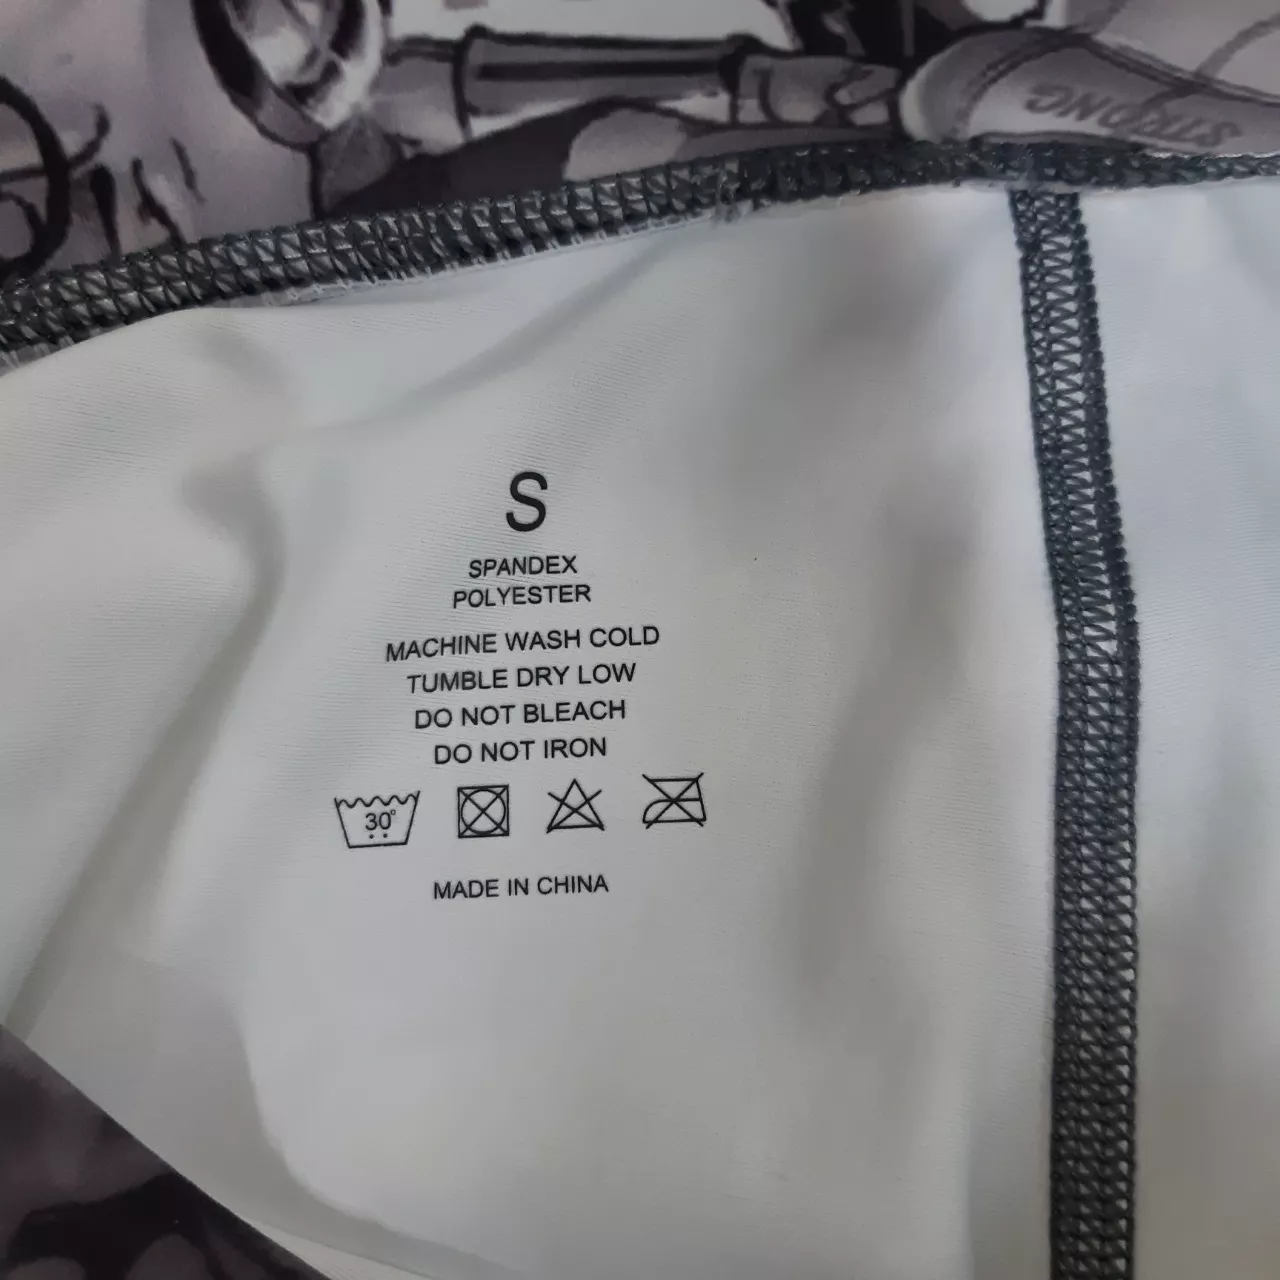 STRONG
S
SPANDEX
POLYESTER
MACHINE WASH COLD
TUMBLE DRY LOW
DO NOT BLEACH
DO NOT IRON
30°
MADE IN CHINA